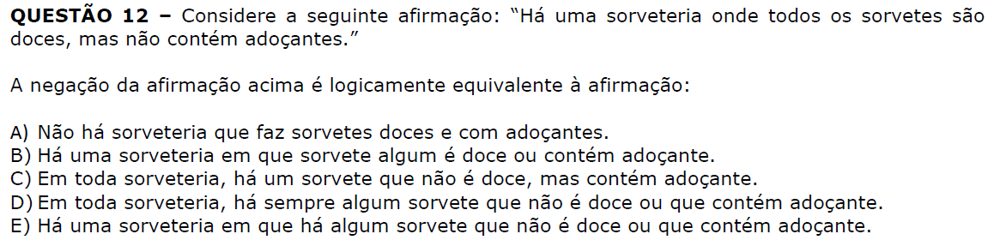 QUESTÃO 12 – Considere a seguinte afirmação: “Há uma sorveteria onde todos os sorvetes são
doces, mas não contém adoçantes.”
A negação da afirmação acima é logicamente equivalente à afirmação:
A) Não há sorveteria que faz sorvetes doces e com adoçantes.
B) Há uma sorveteria em que sorvete algum é doce ou contém adoçante.
C) Em toda sorveteria, há um sorvete que não é doce, mas contém adoçante.
D) Em toda sorveteria, há sempre algum sorvete que não é doce ou que contém adoçante.
E) Há uma sorveteria em que há algum sorvete que não é doce ou que contém adoçante.